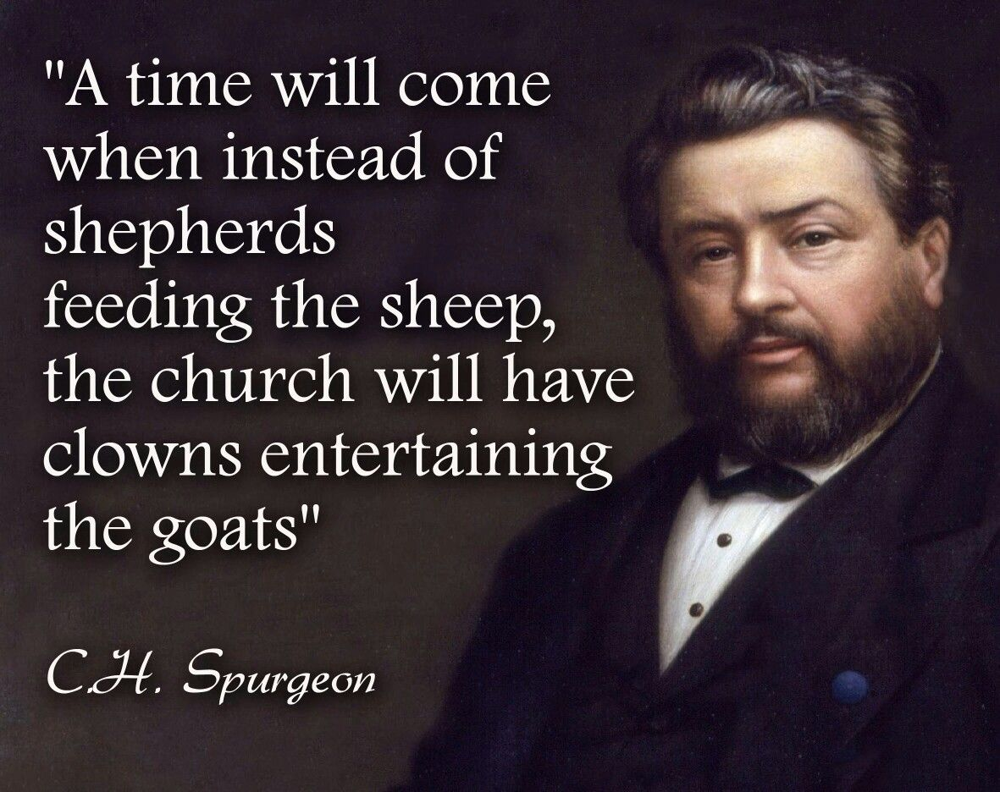 "A time will come
when instead of
shepherds
feeding the sheep,
the church will have
clowns entertaining
the goats"
C.H. Spurgeon